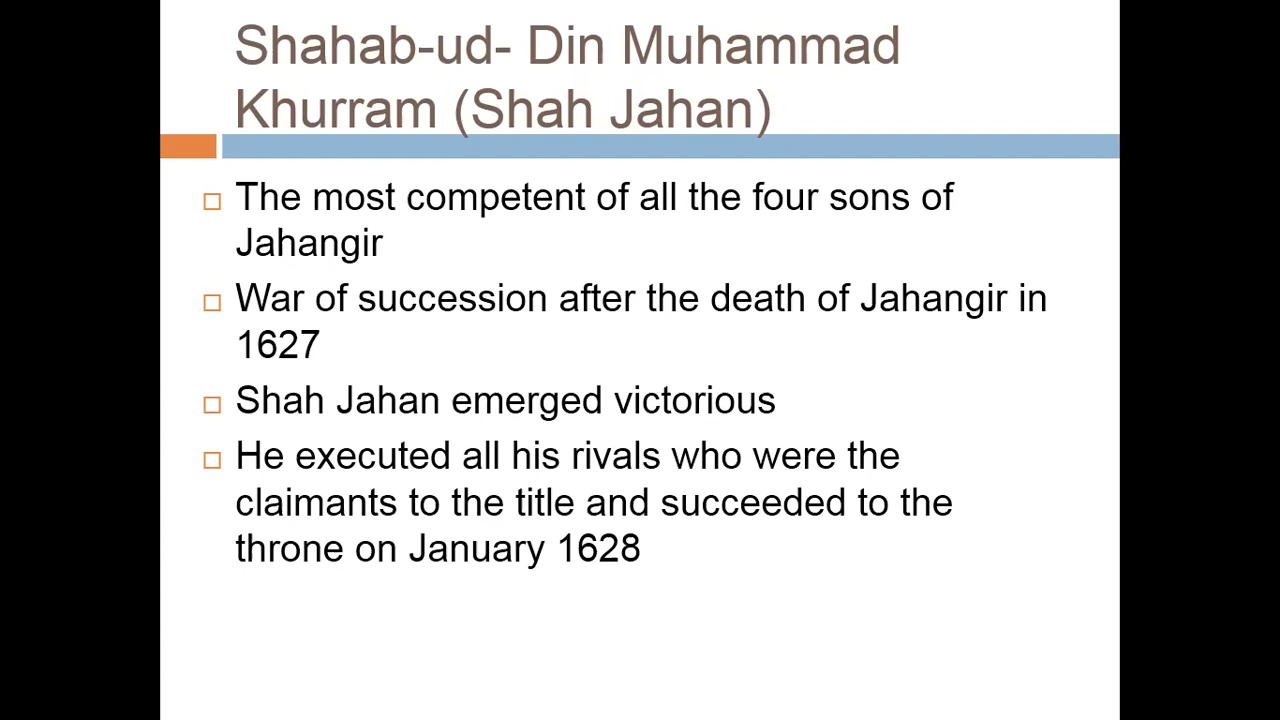 Shahab-ud- Din Muhammad
Khurram (Shah Jahan)
The most competent of all the four sons of
Jahangir
War of succession after the death of Jahangir in
1627
Shah Jahan emerged victorious
He executed all his rivals who were the
claimants to the title and succeeded to the
throne on January 1628